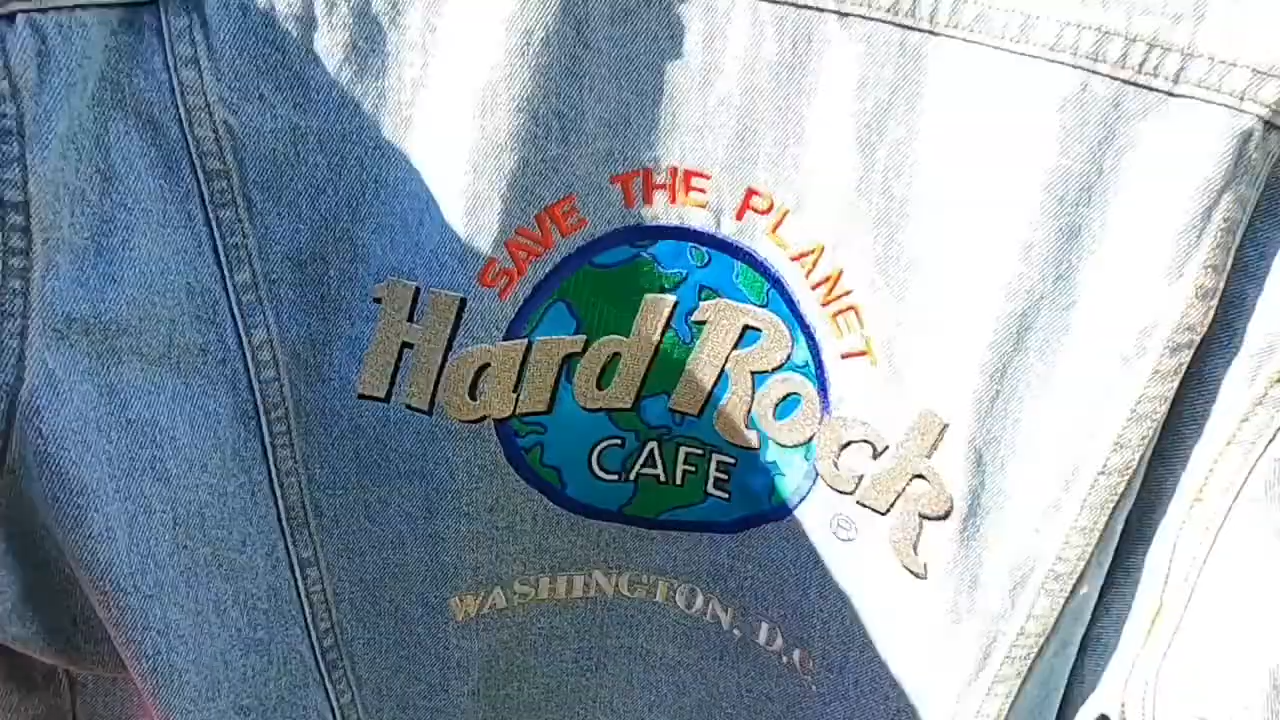 SAVE THE PLANET
Hard Rock
CAFE
®
WASHINGTON, D.C.